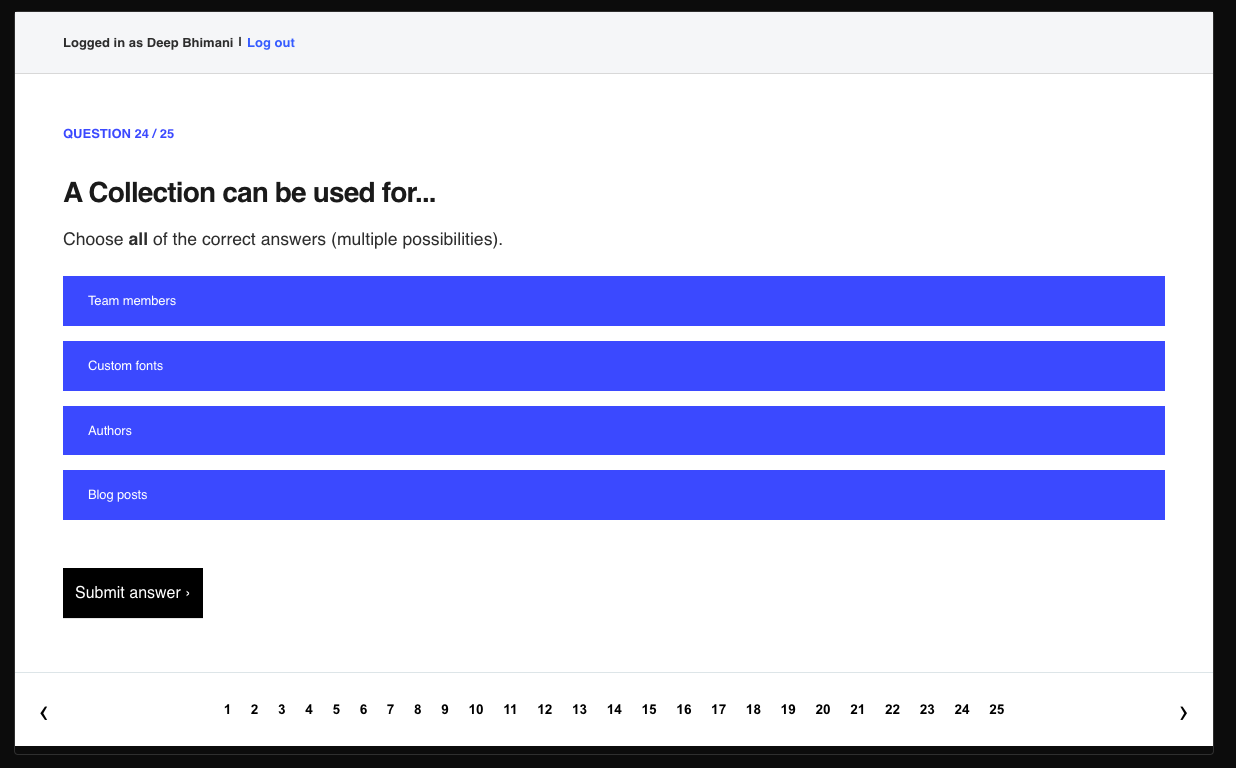 Logged in as Deep Bhimani | Log out
QUESTION 24 / 25
A Collection can be used for...
Choose all of the correct answers (multiple possibilities).
Team members
Custom fonts
Authors
Blog posts
Submit answer ›
❮ 1 2 3 4 5 6 7 8 9 10 11 12 13 14 15 16 17 18 19 20 21 22 23 24 25 ❯